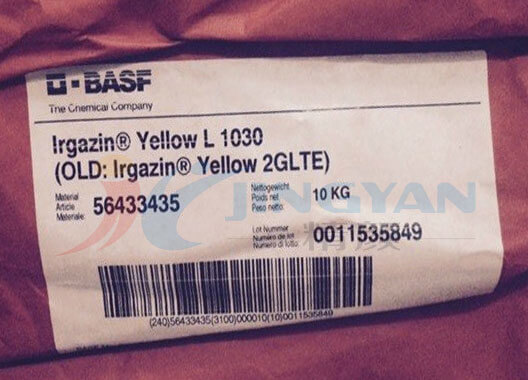 BASF
The Chemical Company
Irgazin® Yellow L 1030
(OLD: Irgazin® Yellow 2GLTE)
Material
Article
Materiale:
56433435
Nettogewicht
Poids net
Peso netto:
10 KG
Lot Nummer
Numéro de lot
Numero di lotto:
0011535849
JINGYAN
精颜
(240)56433435(3100)000010(10)0011535849